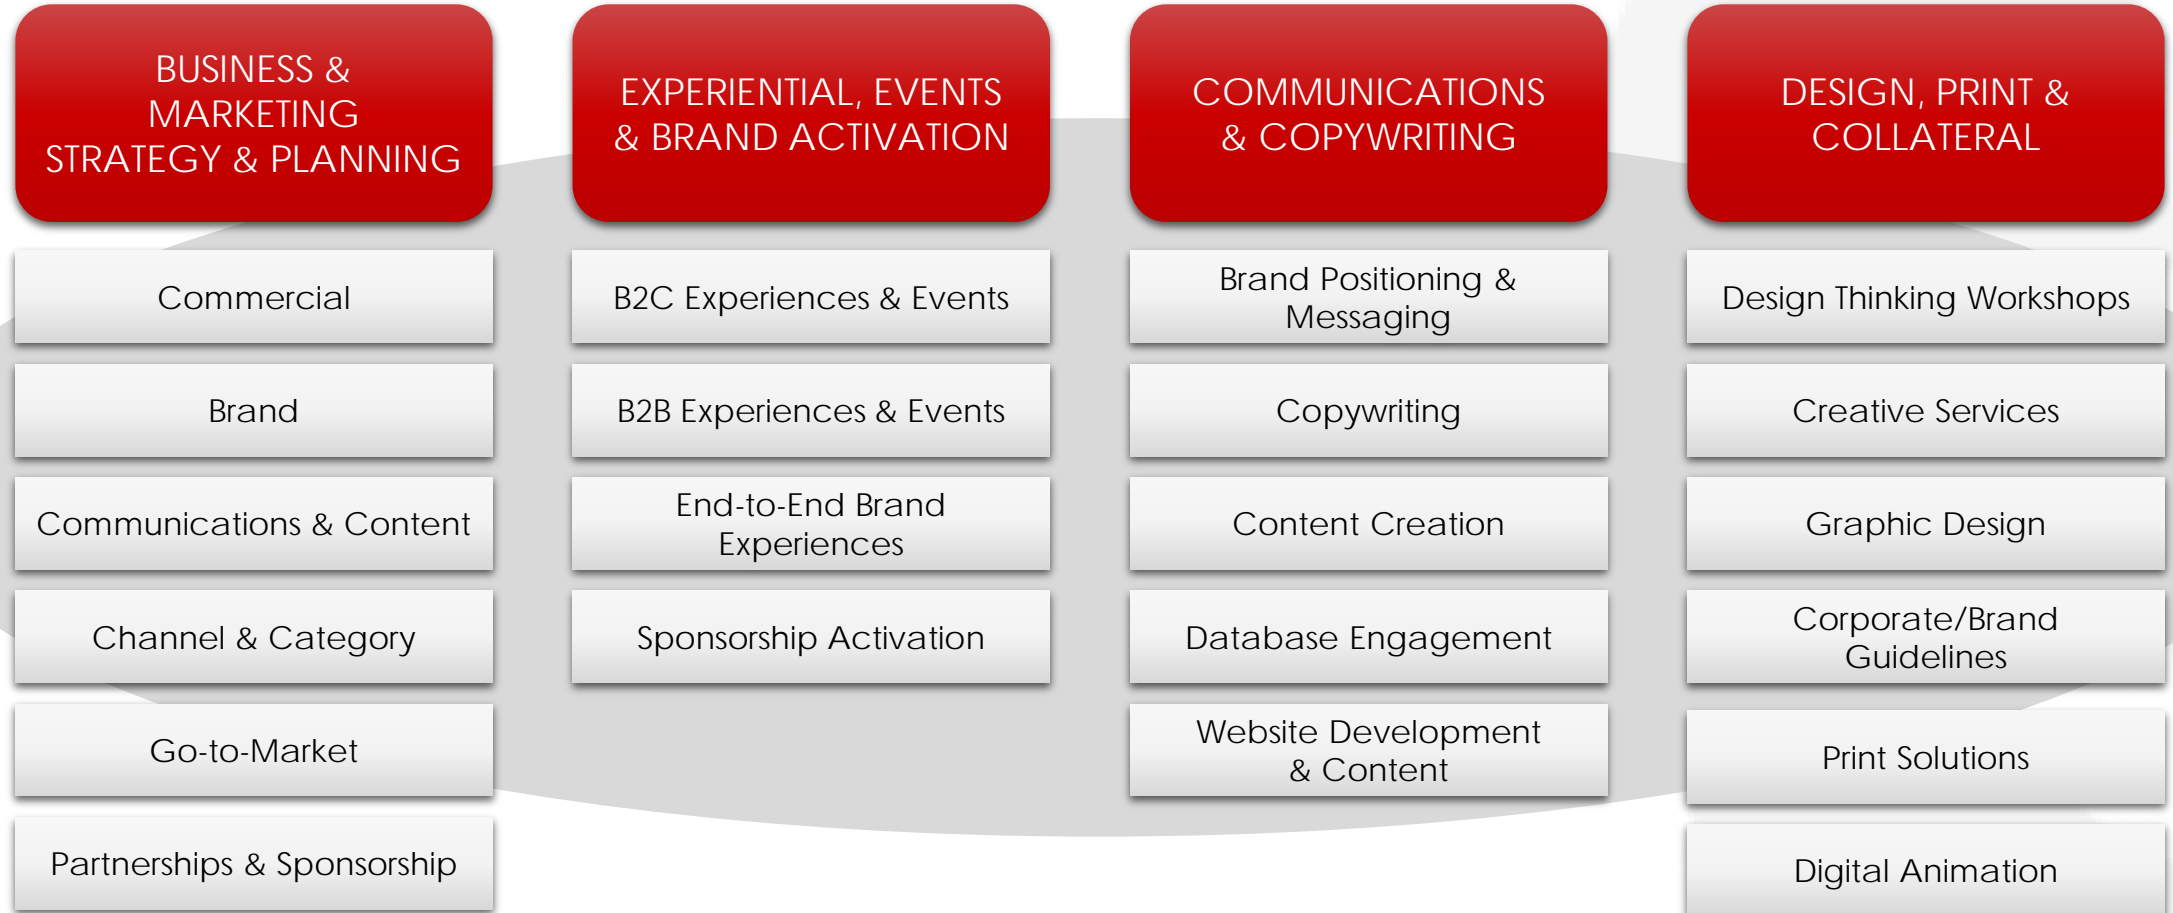 BUSINESS &
MARKETING
STRATEGY & PLANNING
Commercial
Brand
Communications & Content
Channel & Category
Go-to-Market
Partnerships & Sponsorship
EXPERIENTIAL, EVENTS
& BRAND ACTIVATION
B2C Experiences & Events
B2B Experiences & Events
End-to-End Brand
Experiences
Sponsorship Activation
COMMUNICATIONS
& COPYWRITING
Brand Positioning &
Messaging
Copywriting
Content Creation
Database Engagement
Website Development
& Content
DESIGN, PRINT &
COLLATERAL
Design Thinking Workshops
Creative Services
Graphic Design
Corporate/Brand
Guidelines
Print Solutions
Digital Animation